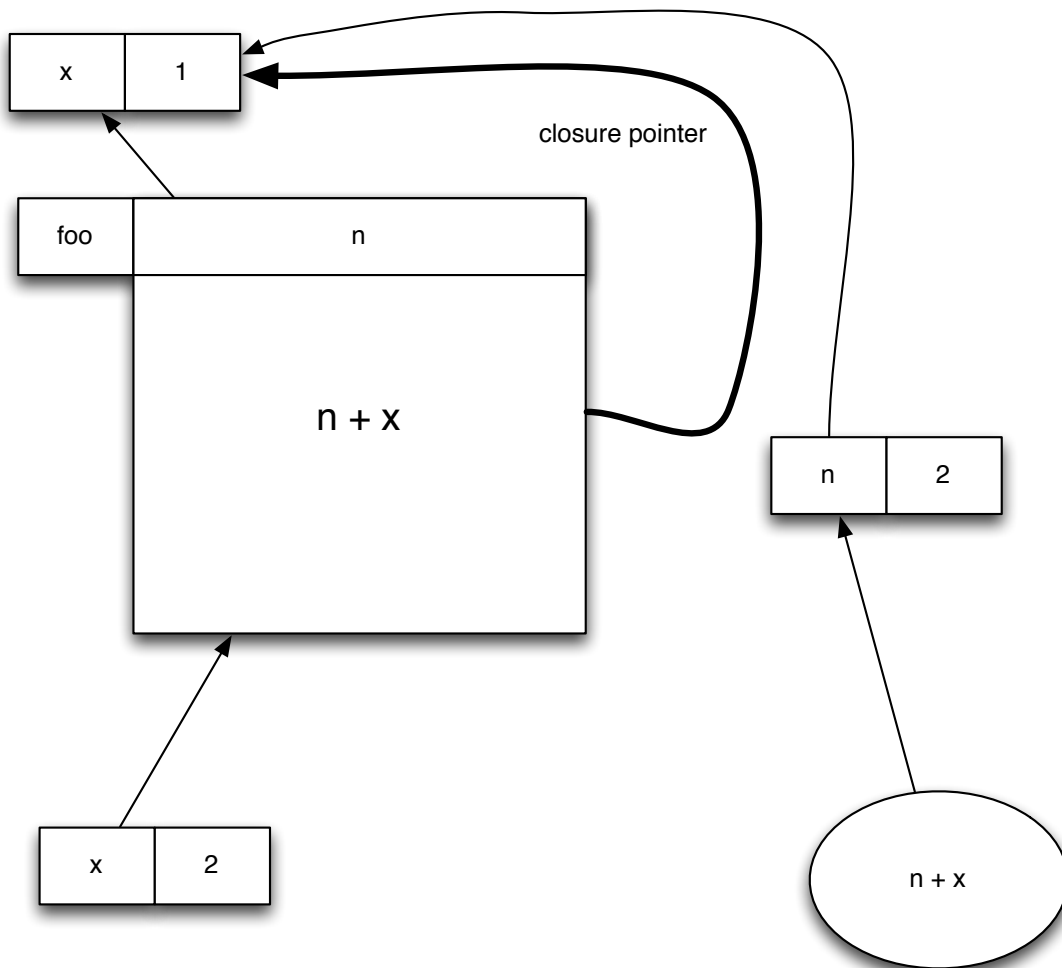 x 1
closure pointer
foo n
n + x
n 2
x 2
n + x